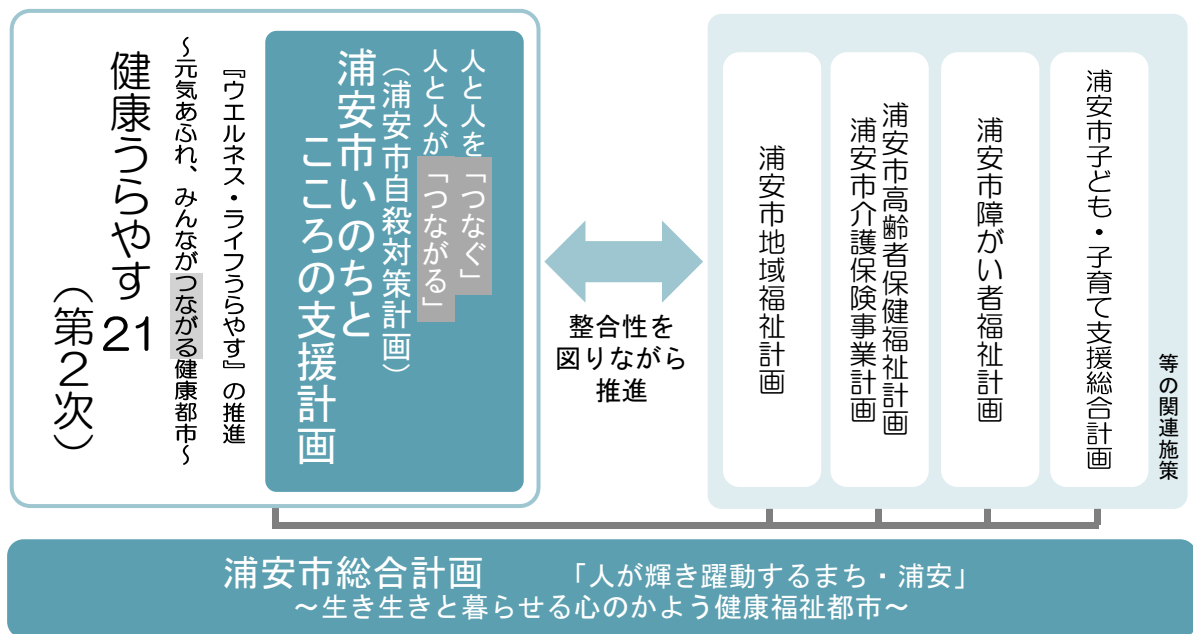 健康うらやす 21
（第２次）
～元気あふれ、みんながつながる健康都市～
『ウエルネス・ライフうらやす』の推進
人と人を「つなぐ」
人と人が「つながる」
（浦安市自殺対策計画）
浦安市いのちと
こころの支援計画
整合性を
図りながら
推進
浦安市地域福祉計画
浦安市高齢者保健福祉計画
浦安市介護保険事業計画
浦安市障がい者福祉計画
浦安市子ども・子育て支援総合計画
等の関連施策
浦安市総合計画　「人が輝き躍動するまち・浦安」
～生き生きと暮らせる心のかよう健康福祉都市～